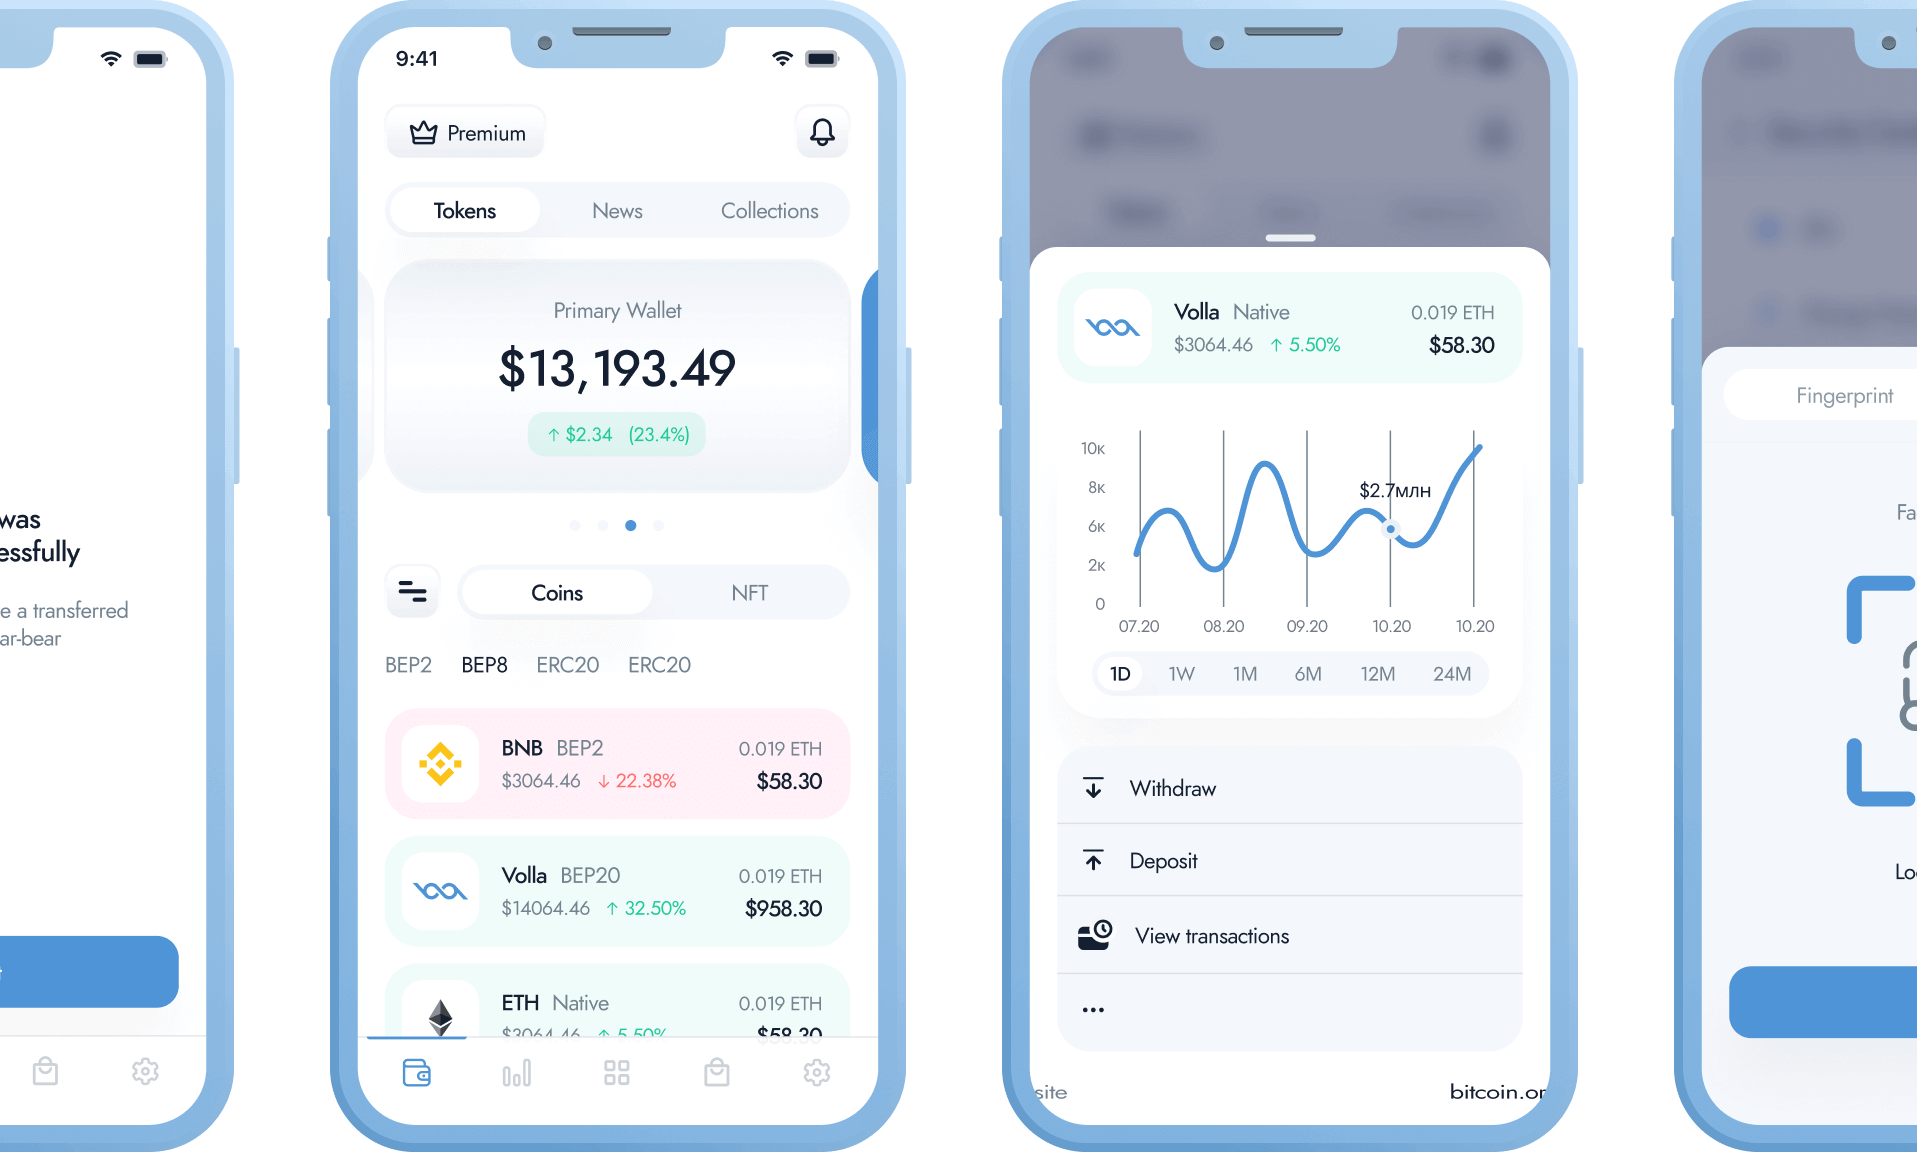 was
essfully
e a transferred
ar-bear
9:41
Premium
Tokens News Collections
Primary Wallet
$13,193.49
↑ $2.34 (23.4%)
Coins NFT
BEP2 BEP8 ERC20 ERC20
BNB BEP2 0.019 ETH
$3064.46 ↓ 22.38% $58.30
Volla BEP20 0.019 ETH
$14064.46 ↑ 32.50% $958.30
ETH Native 0.019 ETH
$3064.46 ↑ 5.50% $58.30
Volla Native 0.019 ETH
$3064.46 ↑ 5.50% $58.30
10к
8к
$2.7млн
6к
2к
0
07.20 08.20 09.20 10.20 10.20
1D 1W 1M 6M 12M 24M
Withdraw
Deposit
View transactions
...
site bitcoin.or
Fingerprint
Fa
Lo